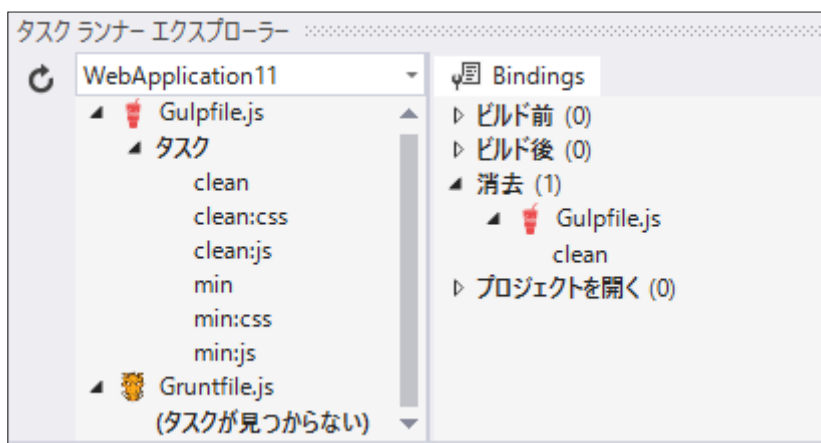 タスク ランナー エクスプローラー
WebApplication11
Gulpfile.js
タスク
clean
clean:css
clean:js
min
min:css
min:js
Gruntfile.js
(タスクが見つからない)
Bindings
ビルド前 (0)
ビルド後 (0)
消去 (1)
Gulpfile.js
clean
プロジェクトを開く (0)